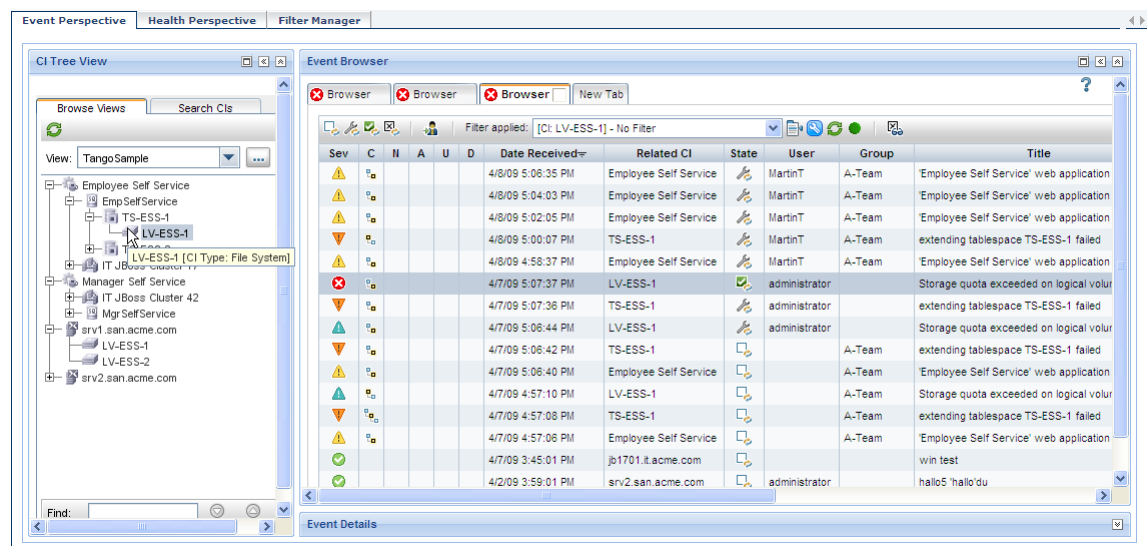 Event Perspective Health Perspective Filter Manager
CI Tree View
Browse Views Search CIs
View: TangoSample ...
Employee Self Service
EmpSelfService
TS-ESS-1
LV-ESS-1
LV-ESS-1 [CI Type: File System]
IT JBoss Cluster 17
Manager Self Service
IT JBoss Cluster 42
MgrSelfService
srv1.san.acme.com
LV-ESS-1
LV-ESS-2
srv2.san.acme.com
Find:
Event Browser
Browser Browser Browser New Tab ?
Filter applied: [CI: LV-ESS-1] - No Filter
Sev C N A U D Date Received Related CI State User Group Title
4/8/09 5:06:35 PM Employee Self Service MartinT A-Team 'Employee Self Service' web application
4/8/09 5:04:03 PM Employee Self Service MartinT A-Team 'Employee Self Service' web application
4/8/09 5:02:05 PM Employee Self Service MartinT A-Team 'Employee Self Service' web application
4/8/09 5:00:07 PM TS-ESS-1 MartinT A-Team extending tablespace TS-ESS-1 failed
4/8/09 4:58:37 PM Employee Self Service MartinT A-Team 'Employee Self Service' web application
4/7/09 5:07:37 PM LV-ESS-1 administrator Storage quota exceeded on logical volur
4/7/09 5:07:36 PM TS-ESS-1 administrator extending tablespace TS-ESS-1 failed
4/7/09 5:06:44 PM LV-ESS-1 administrator Storage quota exceeded on logical volur
4/7/09 5:06:42 PM TS-ESS-1 A-Team extending tablespace TS-ESS-1 failed
4/7/09 5:06:40 PM Employee Self Service A-Team 'Employee Self Service' web application
4/7/09 4:57:10 PM LV-ESS-1 A-Team Storage quota exceeded on logical volur
4/7/09 4:57:08 PM TS-ESS-1 A-Team extending tablespace TS-ESS-1 failed
4/7/09 4:57:06 PM Employee Self Service A-Team 'Employee Self Service' web application
4/7/09 3:45:01 PM jb1701.it.acme.com win test
4/2/09 3:59:01 PM srv2.san.acme.com administrator hallo5 'hallo'du
Event Details